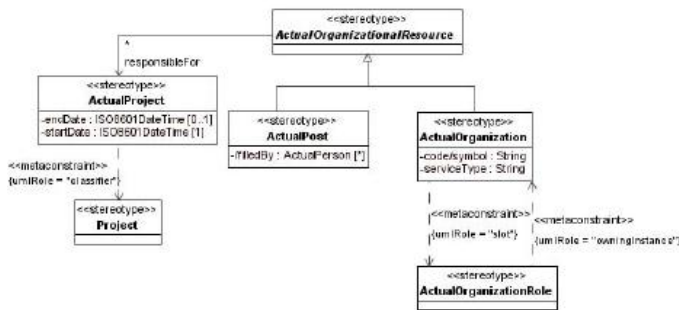 <<stereotype>>
ActualOrganizationalResource
*
responsibleFor
<<stereotype>>
ActualProject
-endDate : ISO8601DateTime [0..1]
-startDate : ISO8601DateTime [1]
<<stereotype>>
ActualPost
-/filledBy : ActualPerson [*]
<<stereotype>>
ActualOrganization
-code/symbol : String
-serviceType : String
<<metaconstraint>>
{umlRole = "classifier"}
<<stereotype>>
Project
<<metaconstraint>>
{umlRole = "slot"}
<<metaconstraint>>
{umlRole = "owningInstance"}
<<stereotype>>
ActualOrganizationRole